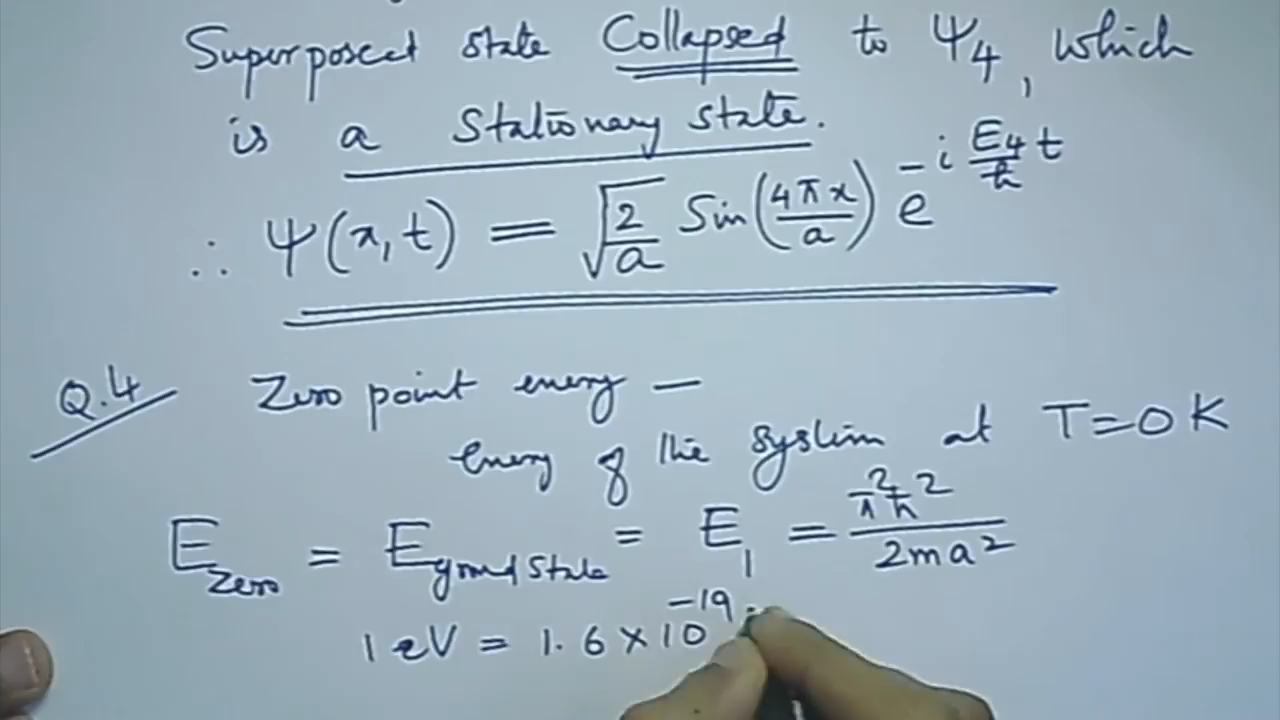 Superposed state Collapsed to Ψ4, which
is a stationary state.
∴ Ψ(x,t) = √(2/a) Sin(4πx/a) e^(-i E4/ħ t)
Q.4 Zero point energy —
energy of the system at T=0 K
E_zero = E_ground state = E_1 = π²ħ²/2ma²
1 eV = 1.6 × 10^-19